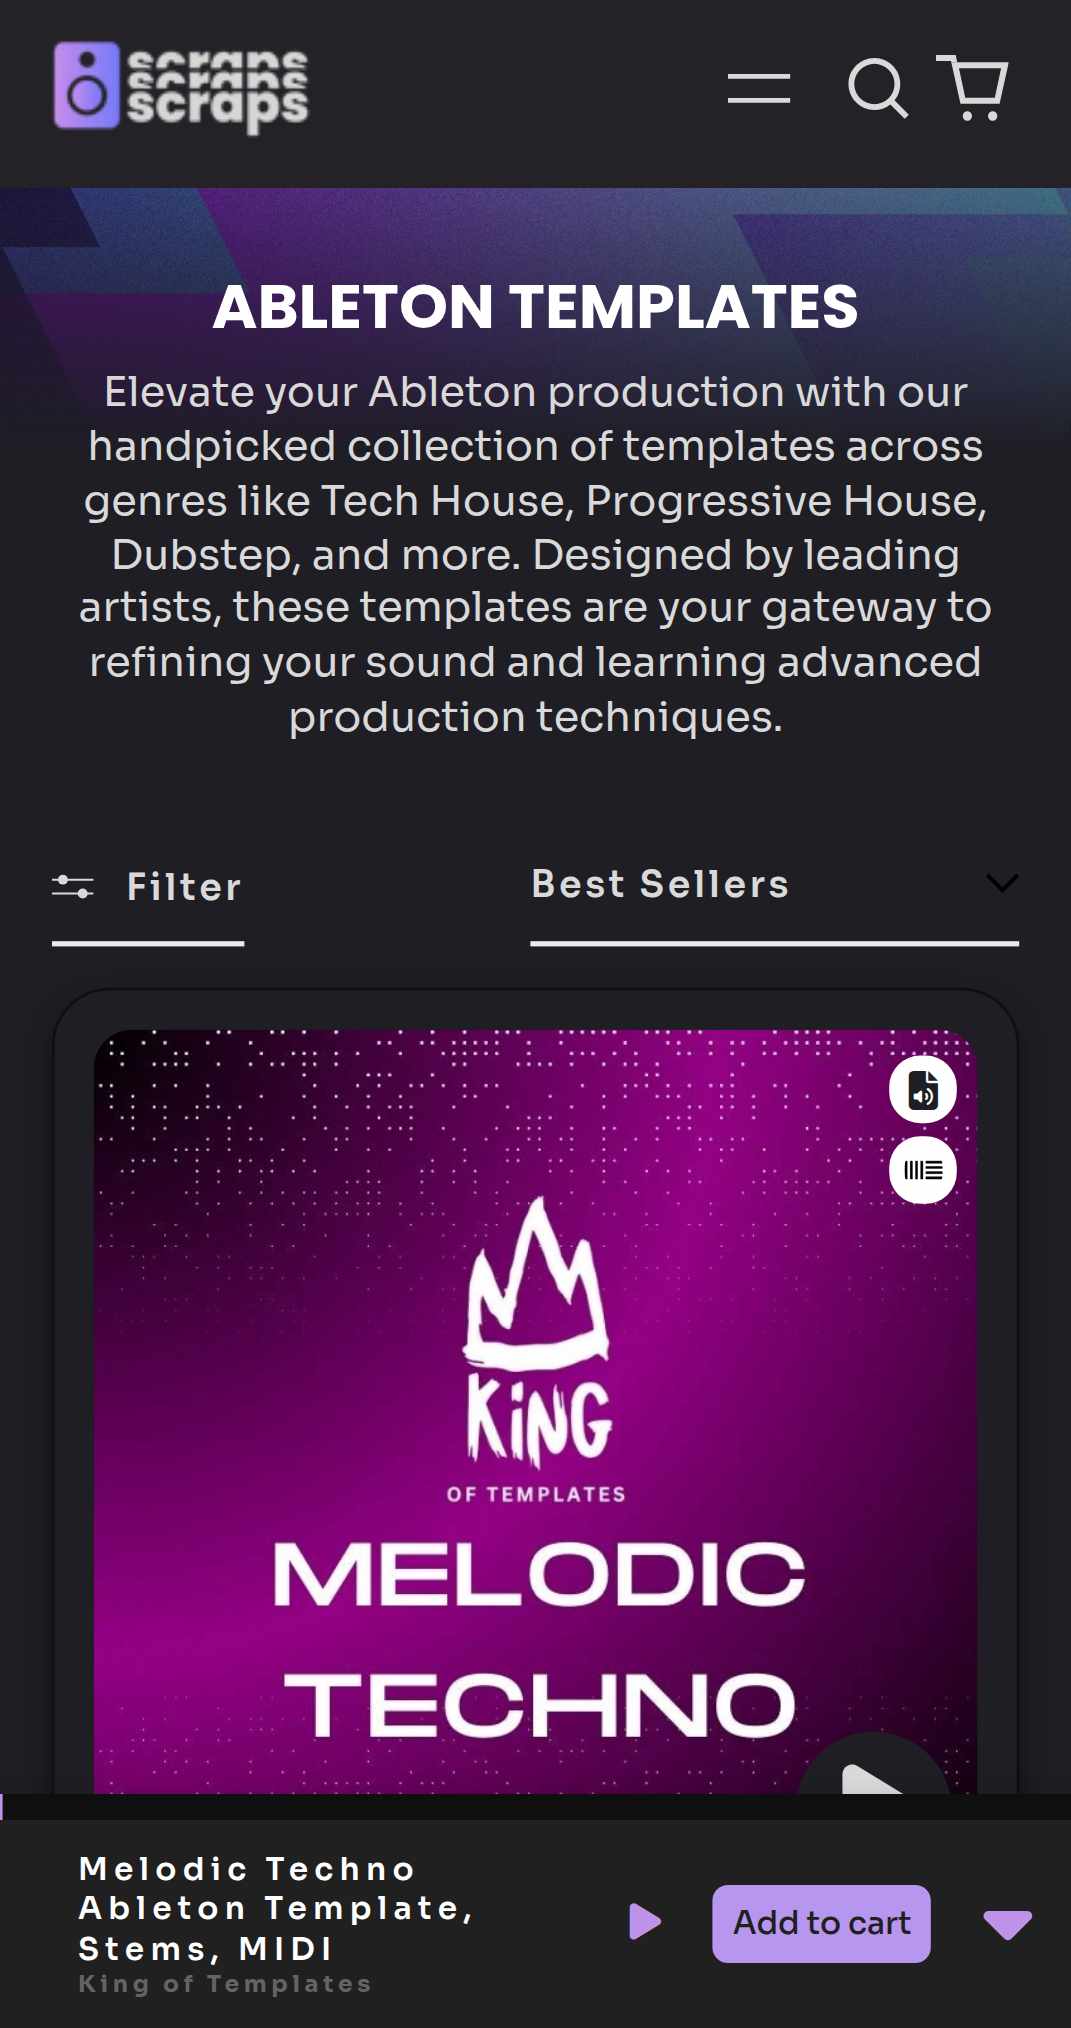 scraps
scraps
scraps
ABLETON TEMPLATES
Elevate your Ableton production with our
handpicked collection of templates across
genres like Tech House, Progressive House,
Dubstep, and more. Designed by leading
artists, these templates are your gateway to
refining your sound and learning advanced
production techniques.
Filter
Best Sellers
KiNG
OF TEMPLATES
MELODIC
TECHNO
Melodic Techno
Ableton Template,
Stems, MIDI
King of Templates
Add to cart